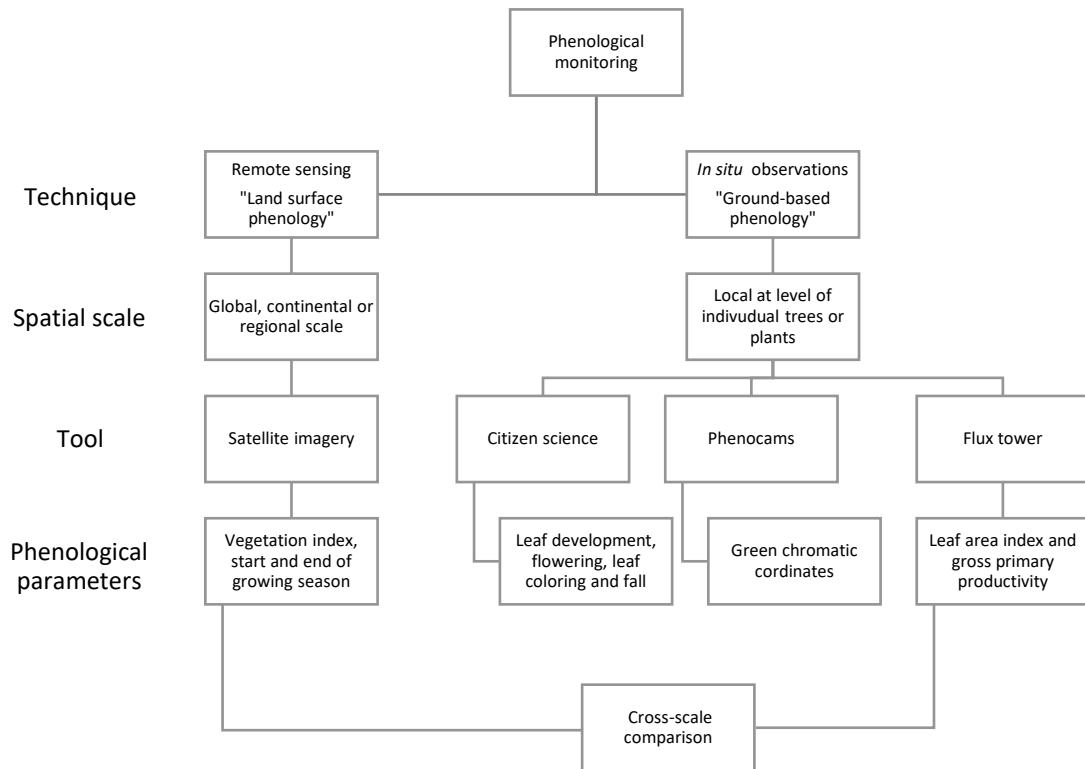 Phenological
monitoring
Technique
Remote sensing
"Land surface
phenology"
In situ observations
"Ground-based
phenology"
Spatial scale
Global, continental or
regional scale
Local at level of
indivudual trees or
plants
Tool
Satellite imagery
Citizen science
Phenocams
Flux tower
Phenological
parameters
Vegetation index,
start and end of
growing season
Leaf development,
flowering, leaf
coloring and fall
Green chromatic
cordinates
Leaf area index and
gross primary
productivity
Cross-scale
comparison